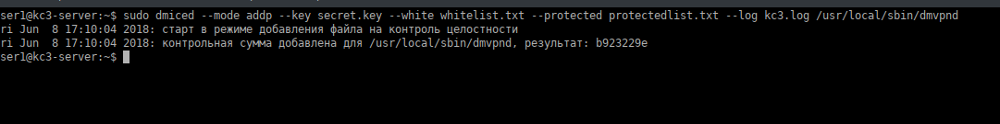 ser1@kc3-server:~$ sudo dmiced --mode addp --key secret.key --white whitelist.txt --protected protectedlist.txt --log kc3.log /usr/local/sbin/dmvpnd
ri Jun  8 17:10:04 2018: старт в режиме добавления файла на контроль целостности
ri Jun  8 17:10:04 2018: контрольная сумма добавлена для /usr/local/sbin/dmvpnd, результат: b923229e
ser1@kc3-server:~$